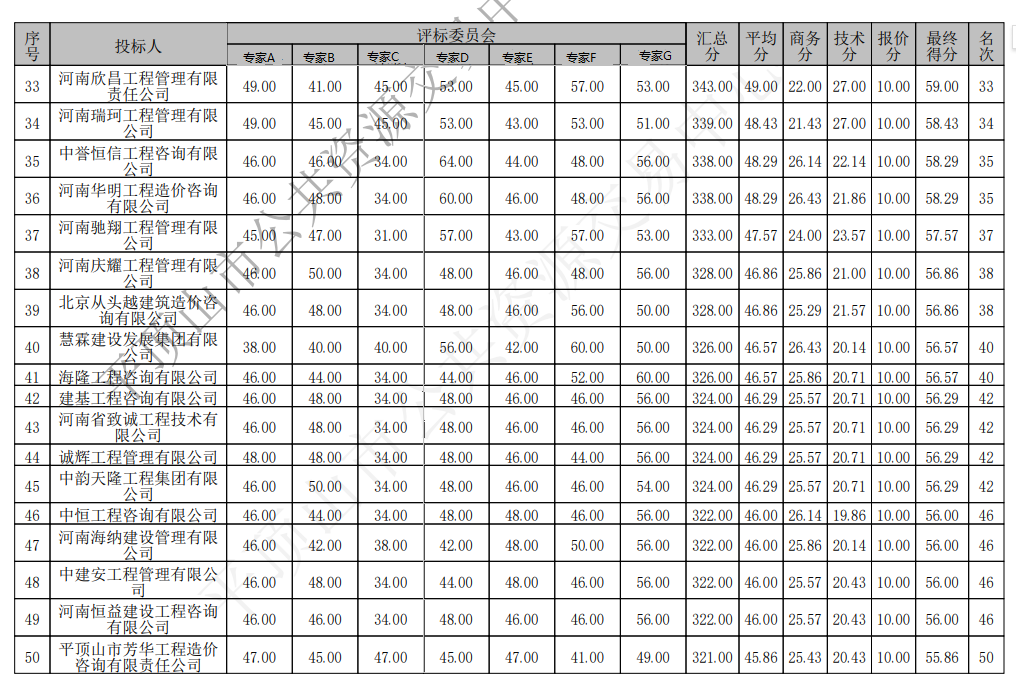 序号 投标人 评标委员会 汇总分 平均分 商务分 技术分 报价分 最终得分 名次
专家A 专家B 专家C 专家D 专家E 专家F 专家G
33 河南欣昌工程管理有限责任公司 49.00 41.00 45.00 53.00 45.00 57.00 53.00 343.00 49.00 22.00 27.00 10.00 59.00 33
34 河南瑞珂工程管理有限公司 49.00 45.00 45.00 53.00 43.00 53.00 51.00 339.00 48.43 21.43 27.00 10.00 58.43 34
35 中誉恒信工程咨询有限公司 46.00 46.00 34.00 64.00 44.00 48.00 56.00 338.00 48.29 26.14 22.14 10.00 58.29 35
36 河南华明工程造价咨询有限公司 46.00 48.00 34.00 60.00 46.00 48.00 56.00 338.00 48.29 26.43 21.86 10.00 58.29 35
37 河南驰翔工程管理有限公司 45.00 47.00 31.00 57.00 43.00 57.00 53.00 333.00 47.57 24.00 23.57 10.00 57.57 37
38 河南庆耀工程管理有限公司 46.00 50.00 34.00 48.00 46.00 48.00 56.00 328.00 46.86 25.86 21.00 10.00 56.86 38
39 北京从头越建筑造价咨询有限公司 46.00 48.00 34.00 48.00 46.00 56.00 50.00 328.00 46.86 25.29 21.57 10.00 56.86 38
40 慧霖建设发展集团有限公司 38.00 40.00 40.00 56.00 42.00 60.00 50.00 326.00 46.57 26.43 20.14 10.00 56.57 40
41 海隆工程咨询有限公司 46.00 44.00 34.00 44.00 46.00 52.00 60.00 326.00 46.57 25.86 20.71 10.00 56.57 40
42 建基工程咨询有限公司 46.00 48.00 34.00 48.00 46.00 46.00 56.00 324.00 46.29 25.57 20.71 10.00 56.29 42
43 河南省致诚工程技术有限公司 46.00 48.00 34.00 48.00 46.00 46.00 56.00 324.00 46.29 25.57 20.71 10.00 56.29 42
44 诚辉工程管理有限公司 48.00 48.00 34.00 48.00 46.00 44.00 56.00 324.00 46.29 25.57 20.71 10.00 56.29 42
45 中韵天隆工程集团有限公司 46.00 50.00 34.00 48.00 46.00 46.00 54.00 324.00 46.29 25.57 20.71 10.00 56.29 42
46 中恒工程咨询有限公司 46.00 44.00 34.00 48.00 48.00 46.00 56.00 322.00 46.00 26.14 19.86 10.00 56.00 46
47 河南海纳建设管理有限公司 46.00 42.00 38.00 42.00 48.00 50.00 56.00 322.00 46.00 25.86 20.14 10.00 56.00 46
48 中建安工程管理有限公司 46.00 48.00 34.00 44.00 48.00 46.00 56.00 322.00 46.00 25.57 20.43 10.00 56.00 46
49 河南恒益建设工程咨询有限公司 46.00 46.00 34.00 48.00 46.00 46.00 56.00 322.00 46.00 25.57 20.43 10.00 56.00 46
50 平顶山市芳华工程造价咨询有限责任公司 47.00 45.00 47.00 45.00 47.00 41.00 49.00 321.00 45.86 25.43 20.43 10.00 55.86 50
平顶山市公共资源交易中
平顶山市公共资源交易中心